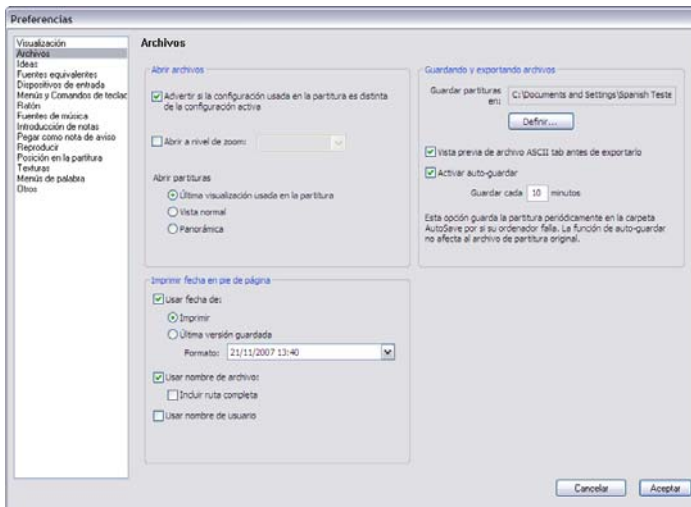 Preferencias
Visualización
Archivos
Ideas
Fuentes equivalentes
Dispositivos de entrada
Menús y Comandos de teclac
Ratón
Fuentes de música
Introducción de notas
Pegar como nota de aviso
Reproducir
Posición en la partitura
Texturas
Menús de palabra
Otros
Archivos
Abrir archivos
Advertir si la configuración usada en la partitura es distinta
de la configuración activa
Abrir a nivel de zoom:
Abrir partituras
Última visualización usada en la partitura
Vista normal
Panorámica
Imprimir fecha en pie de página
Usar fecha de:
Imprimir
Última versión guardada
Formato: 21/11/2007 13:40
Usar nombre de archivo:
Incluir ruta completa
Usar nombre de usuario
Guardando y exportando archivos
Guardar partituras
en: C:\Documents and Settings\Spanish Teste
Definir...
Vista previa de archivo ASCII tab antes de exportarlo
Activar auto-guardar
Guardar cada 10 minutos
Esta opción guarda la partitura periódicamente en la carpeta
AutoSave por si su ordenador falla. La función de auto-guardar
no afecta al archivo de partitura original.
Cancelar
Aceptar